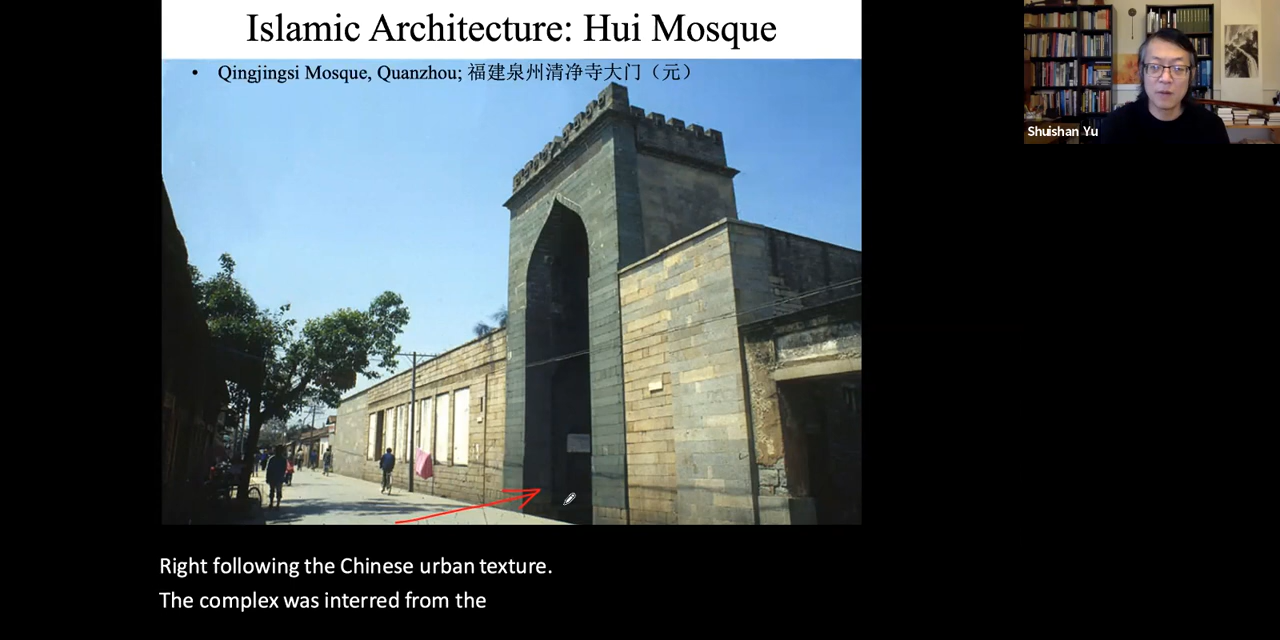 Islamic Architecture: Hui Mosque
• Qingjingsi Mosque, Quanzhou; 福建泉州清净寺大门（元）
Shuishan Yu
Right following the Chinese urban texture.
The complex was interred from the